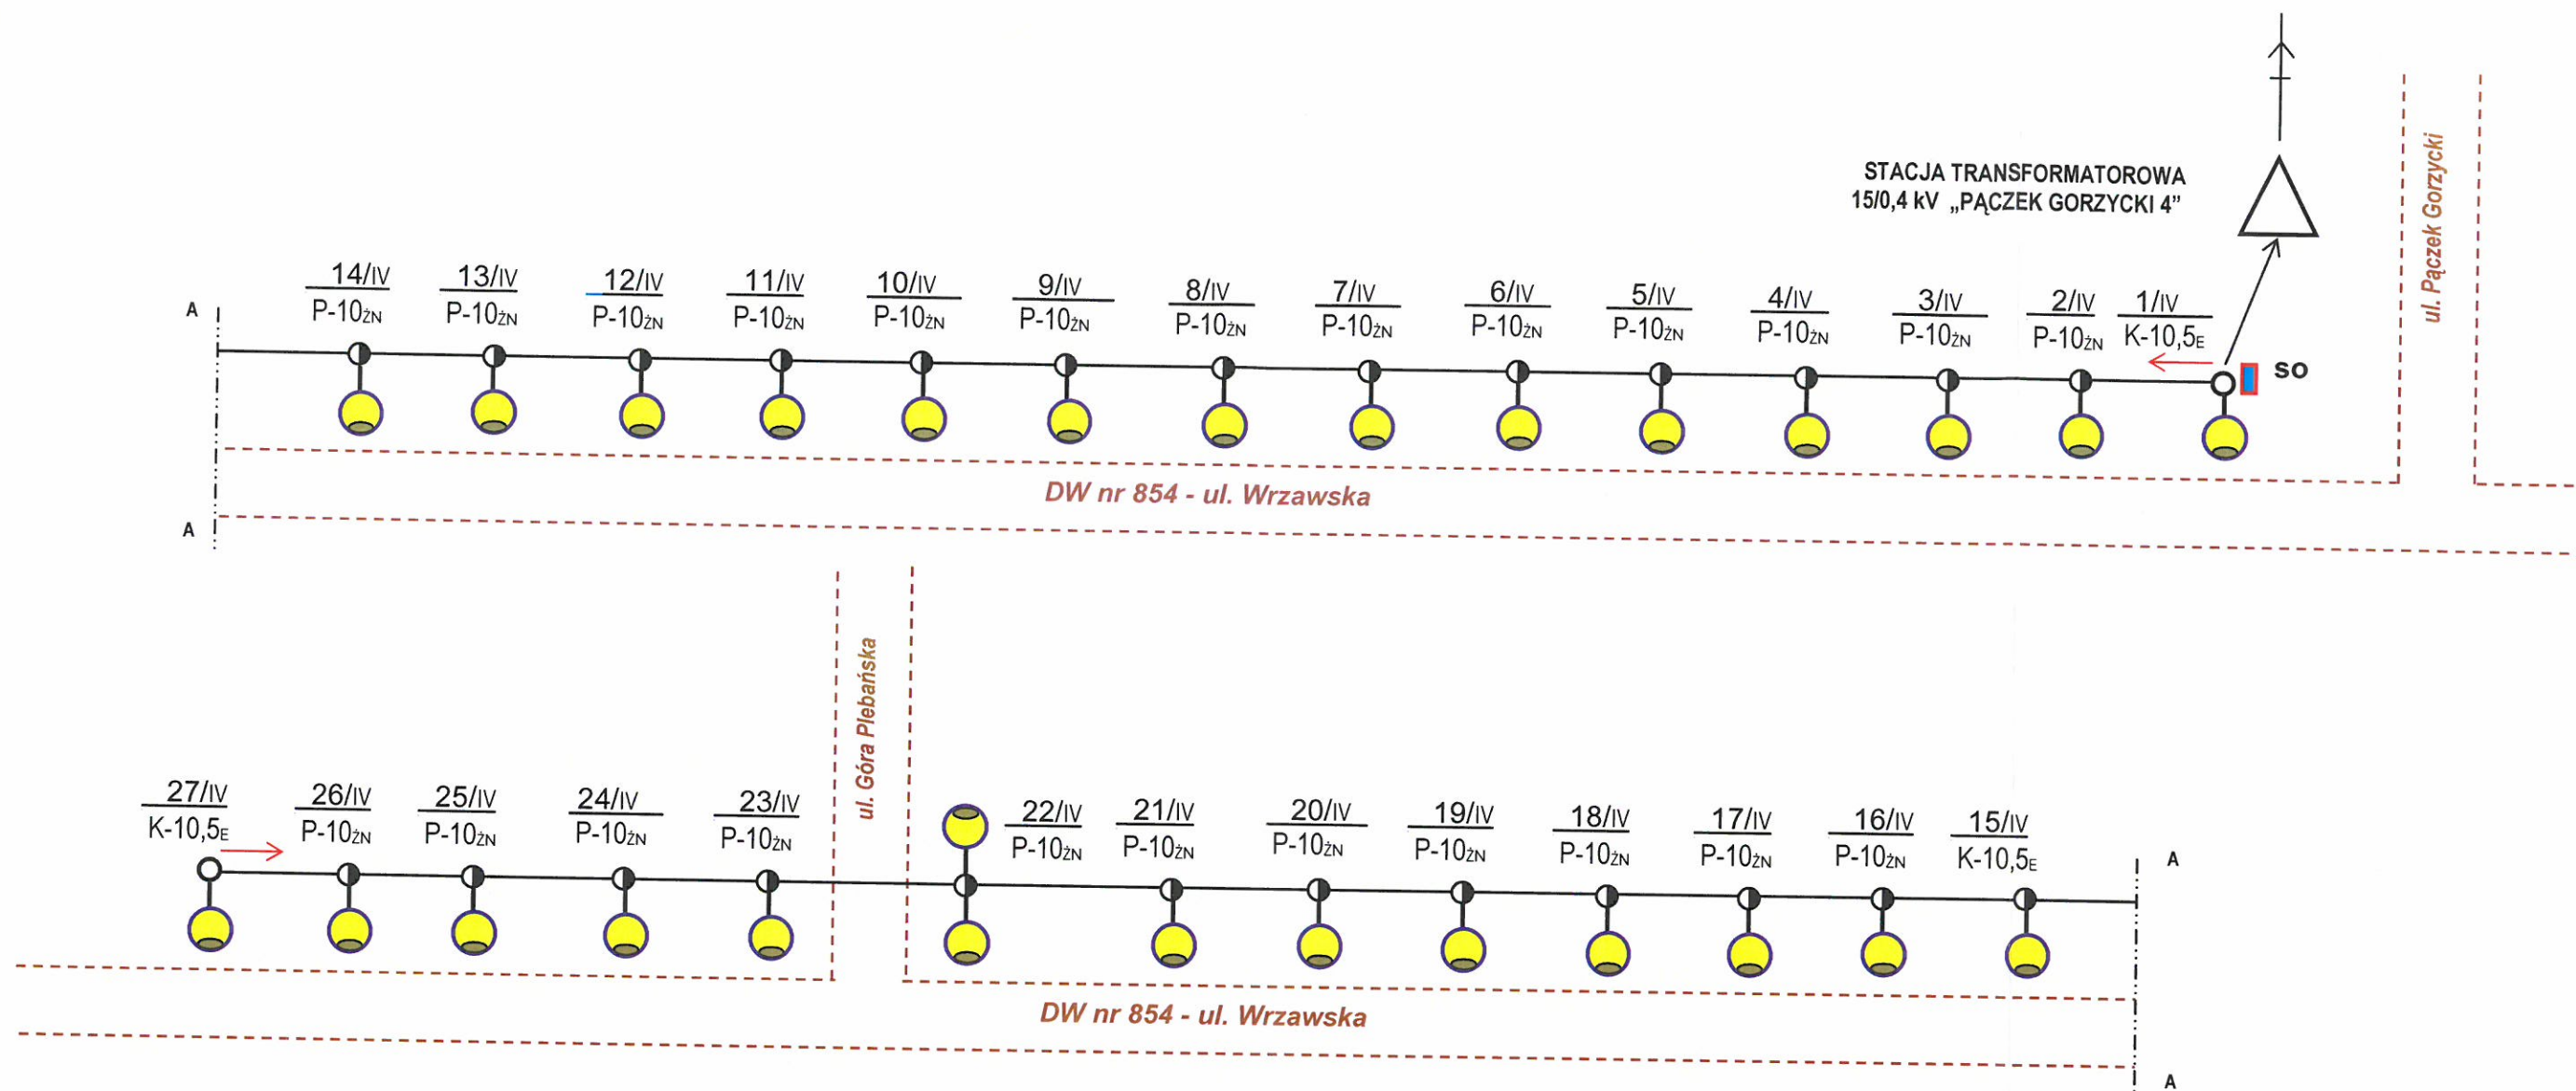 STACJA TRANSFORMATOROWA
15/0,4 kV „PĄCZEK GORZYCKI 4”
ul. Pączek Gorzycki
14/IV
P-10ŻN
13/IV
P-10ŻN
12/IV
P-10ŻN
11/IV
P-10ŻN
10/IV
P-10ŻN
9/IV
P-10ŻN
8/IV
P-10ŻN
7/IV
P-10ŻN
6/IV
P-10ŻN
5/IV
P-10ŻN
4/IV
P-10ŻN
3/IV
P-10ŻN
2/IV
P-10ŻN
1/IV
K-10,5E
SO
A
A
DW nr 854 - ul. Wrzawska
ul. Góra Plebańska
27/IV
K-10,5E
26/IV
P-10ŻN
25/IV
P-10ŻN
24/IV
P-10ŻN
23/IV
P-10ŻN
22/IV
P-10ŻN
21/IV
P-10ŻN
20/IV
P-10ŻN
19/IV
P-10ŻN
18/IV
P-10ŻN
17/IV
P-10ŻN
16/IV
P-10ŻN
15/IV
K-10,5E
A
DW nr 854 - ul. Wrzawska
A